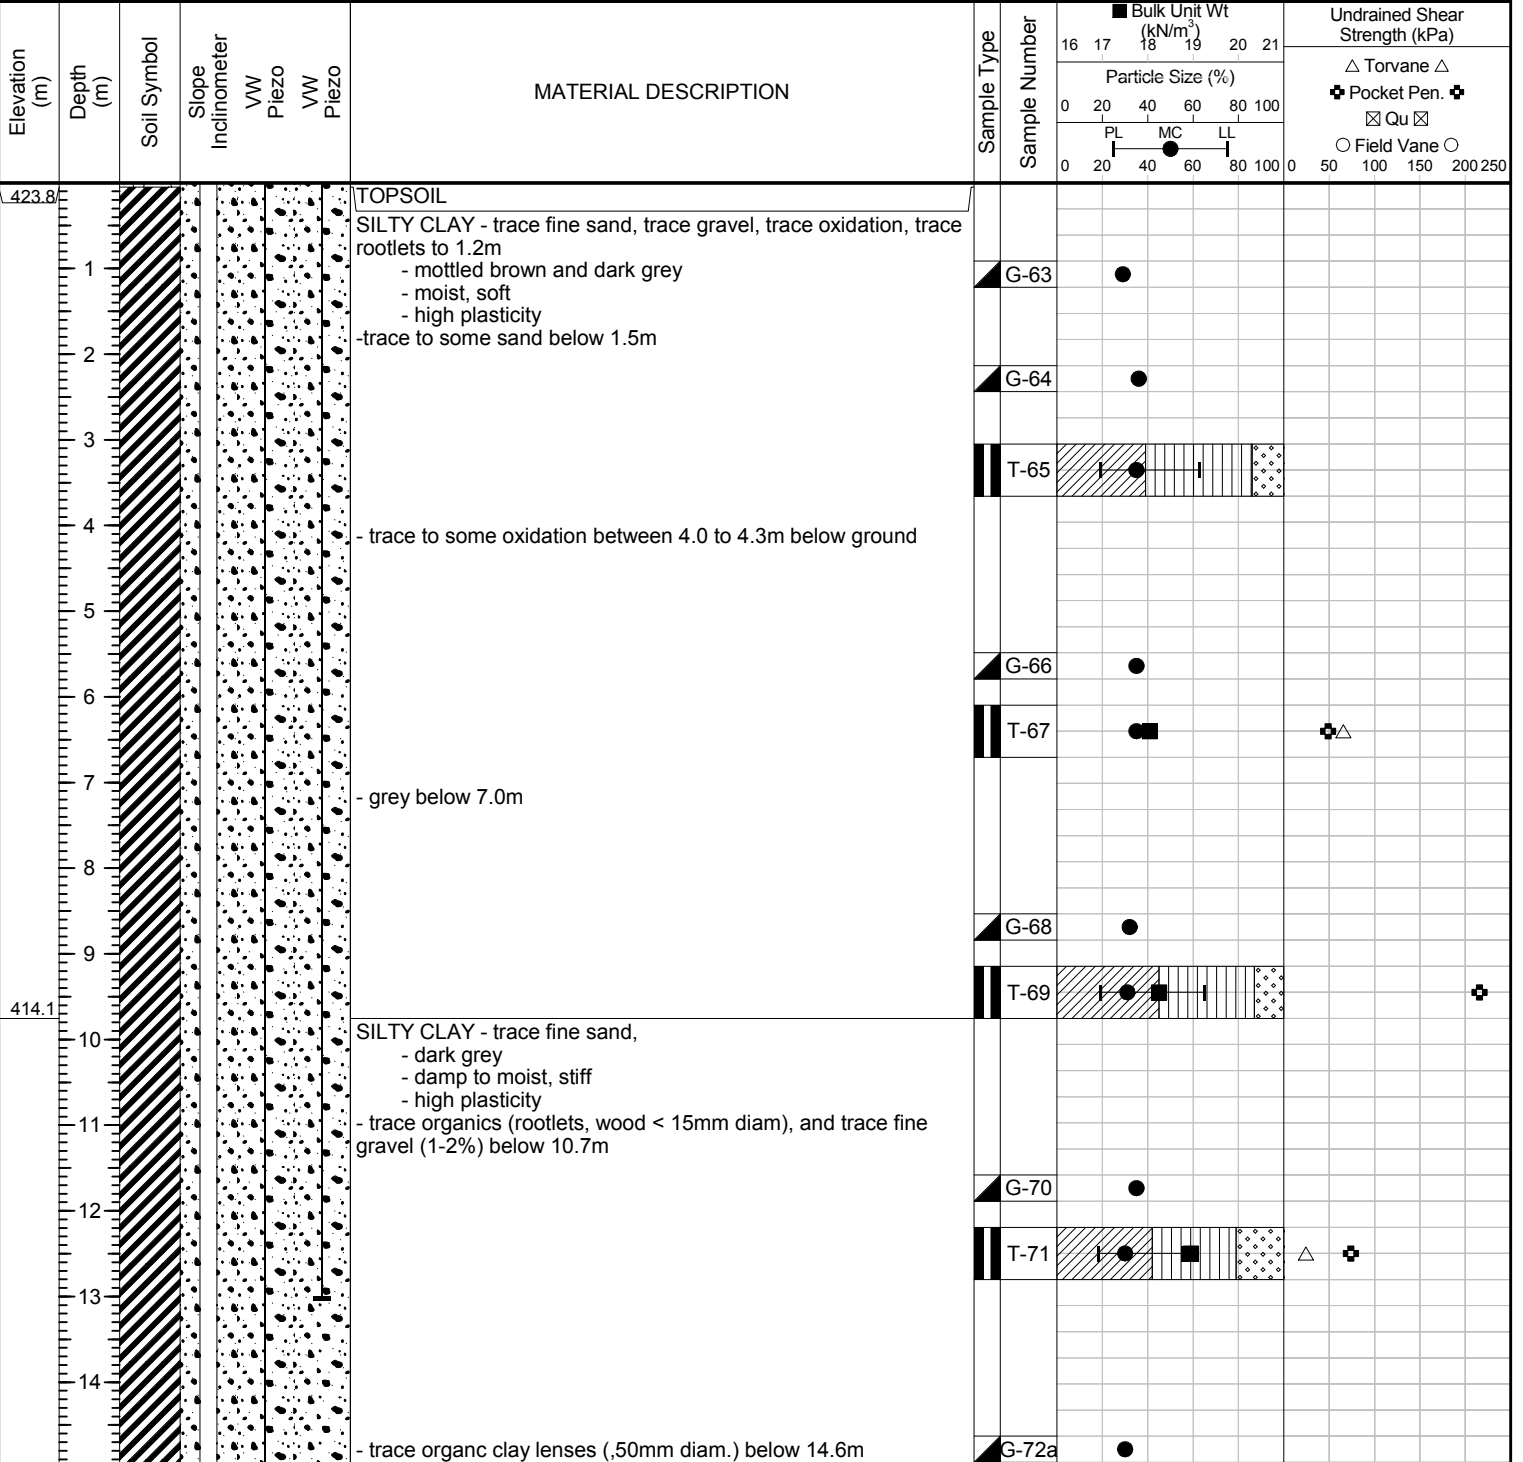 Elevation
(m)
Depth
(m)
Soil Symbol
Slope
Inclinometer
VW
Piezo
VW
Piezo
MATERIAL DESCRIPTION
Sample Type
Sample Number
Bulk Unit Wt
(kN/m3)
16 17 18 19 20 21
Particle Size (%)
0 20 40 60 80 100
PL MC LL
0 20 40 60 80 100
Undrained Shear
Strength (kPa)
Torvane
Pocket Pen.
Qu
Field Vane
0 50 100 150 200 250
423.8
TOPSOIL
SILTY CLAY - trace fine sand, trace gravel, trace oxidation, trace
rootlets to 1.2m
- mottled brown and dark grey
1
G-63
- moist, soft
- high plasticity
-trace to some sand below 1.5m
2
G-64
3
T-65
4
- trace to some oxidation between 4.0 to 4.3m below ground
5
G-66
6
T-67
7
- grey below 7.0m
8
G-68
9
T-69
414.1
SILTY CLAY - trace fine sand,
10
- dark grey
- damp to moist, stiff
- high plasticity
11
- trace organics (rootlets, wood < 15mm diam), and trace fine
gravel (1-2%) below 10.7m
G-70
12
T-71
13
14
- trace organc clay lenses (,50mm diam.) below 14.6m
G-72a